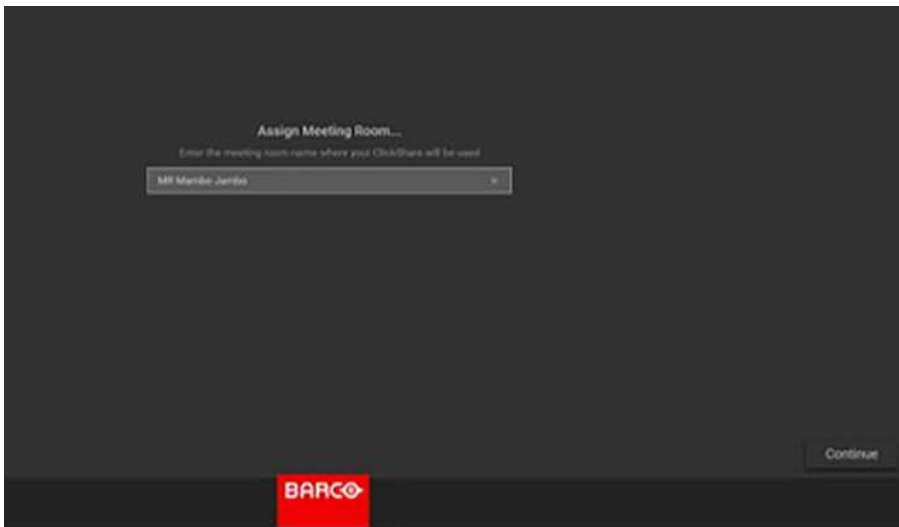 Assign Meeting Room...
Enter the meeting room name where your ClickShare will be used
MR Mambo Jambo
Continue
BARCO